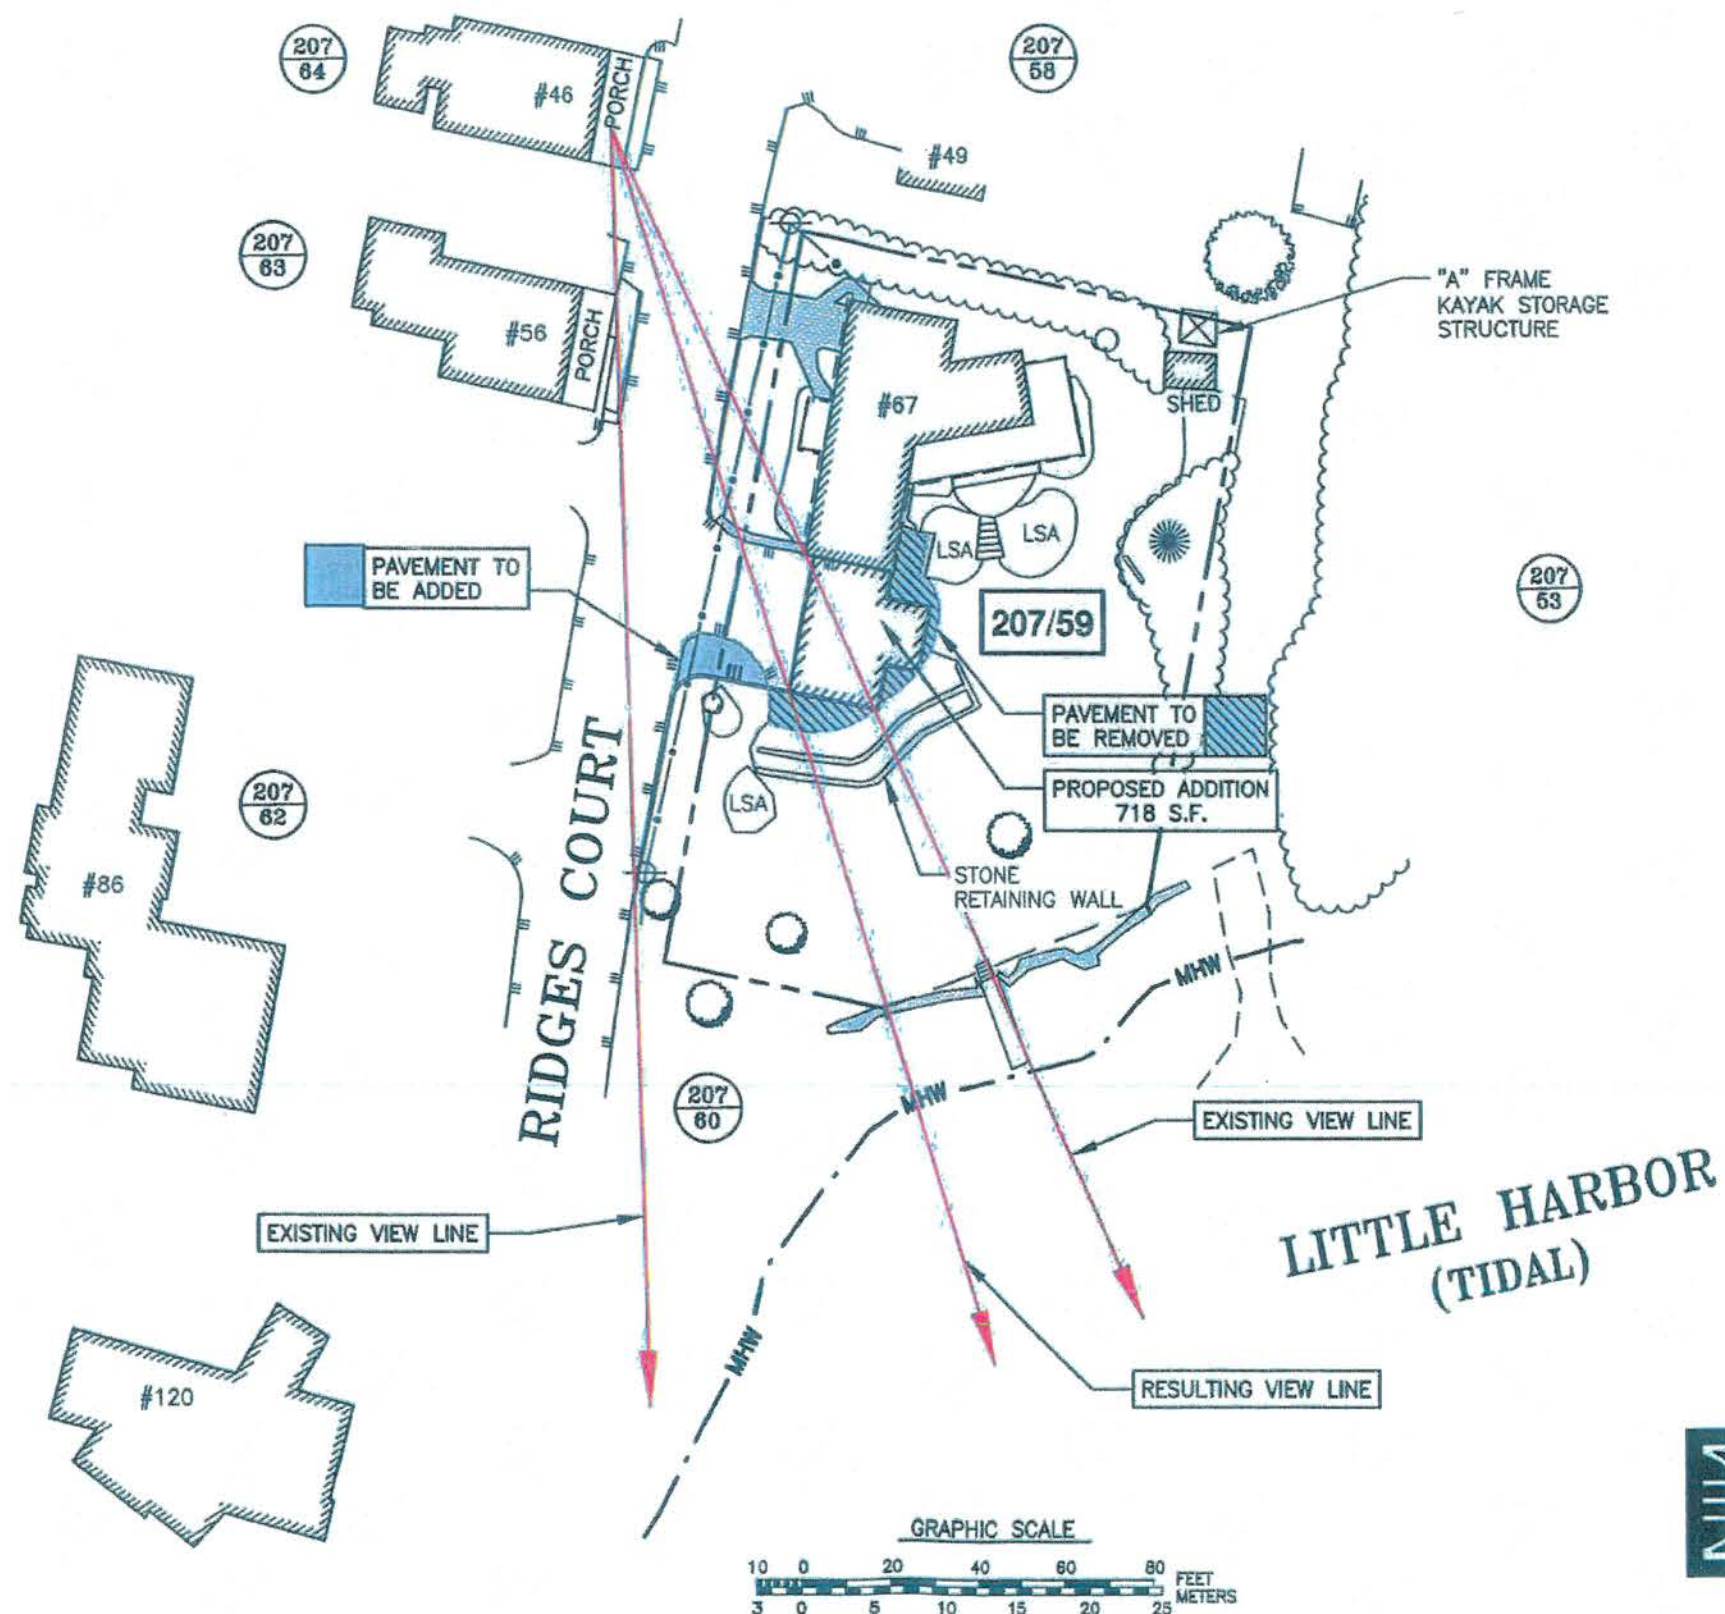 207
64
#46
PORCH
207
58
#49
207
63
#56
PORCH
"A" FRAME
KAYAK STORAGE
STRUCTURE
#67
SHED
LSA
LSA
PAVEMENT TO
BE ADDED
207/59
207
53
PAVEMENT TO
BE REMOVED
PROPOSED ADDITION
718 S.F.
207
62
LSA
#86
RIDGES COURT
STONE
RETAINING WALL
MHW
MHW
207
60
EXISTING VIEW LINE
EXISTING VIEW LINE
LITTLE HARBOR
(TIDAL)
MHW
RESULTING VIEW LINE
#120
GRAPHIC SCALE
10 0 20 40 60 80
FEET
METERS
3 0 5 10 15 20 25